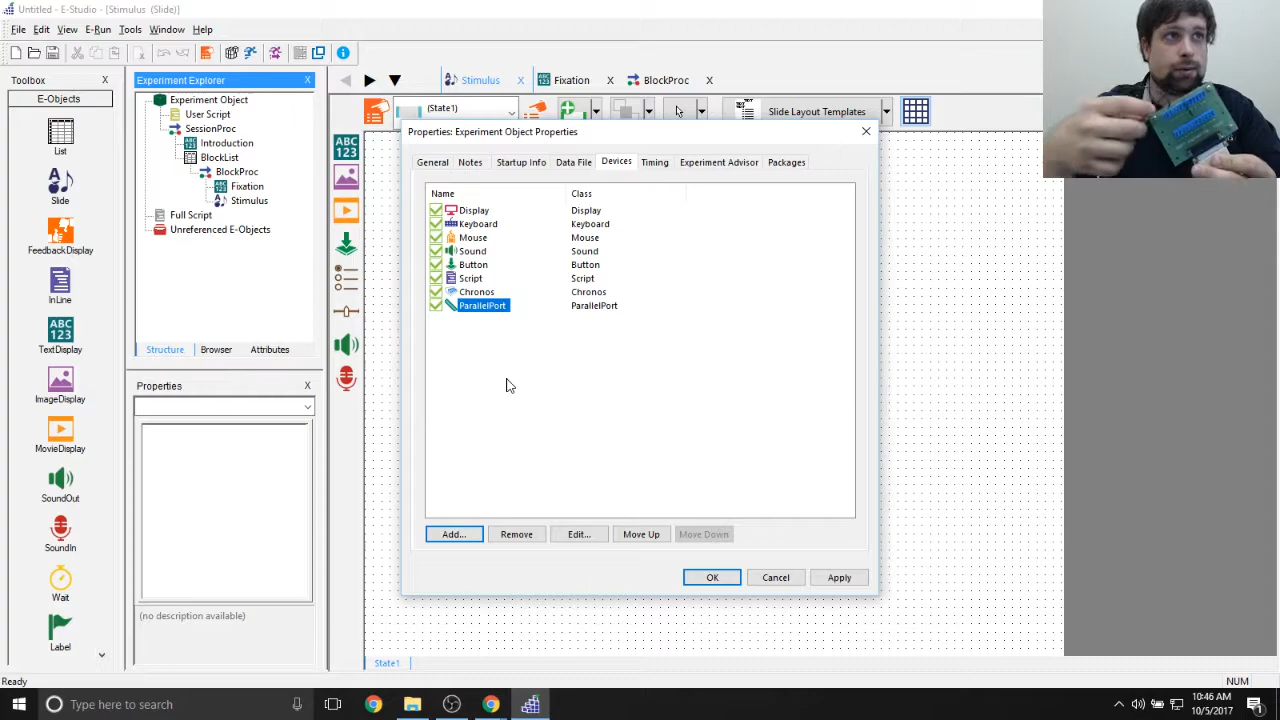 Untitled - E-Studio - [Stimulus (Slide)]
File Edit View E-Run Tools Window Help
Toolbox
E-Objects
List
Slide
FeedbackDisplay
InLine
ABC
123
TextDisplay
ImageDisplay
MovieDisplay
SoundOut
SoundIn
Wait
Label
Experiment Explorer
Experiment Object
User Script
SessionProc
Introduction
BlockList
BlockProc
Fixation
Stimulus
Full Script
Unreferenced E-Objects
Structure Browser Attributes
Properties
(no description available)
Stimulus Fixation BlockProc
(State1) Slide Layout Templates
ABC
123
Properties: Experiment Object Properties
General Notes Startup Info Data File Devices Timing Experiment Advisor Packages
Name Class
Display Display
Keyboard Keyboard
Mouse Mouse
Sound Sound
Button Button
Script Script
Chronos Chronos
ParallelPort ParallelPort
Add... Remove Edit... Move Up Move Down
OK Cancel Apply
State1
Ready NUM
Type here to search
10:46 AM
10/5/2017